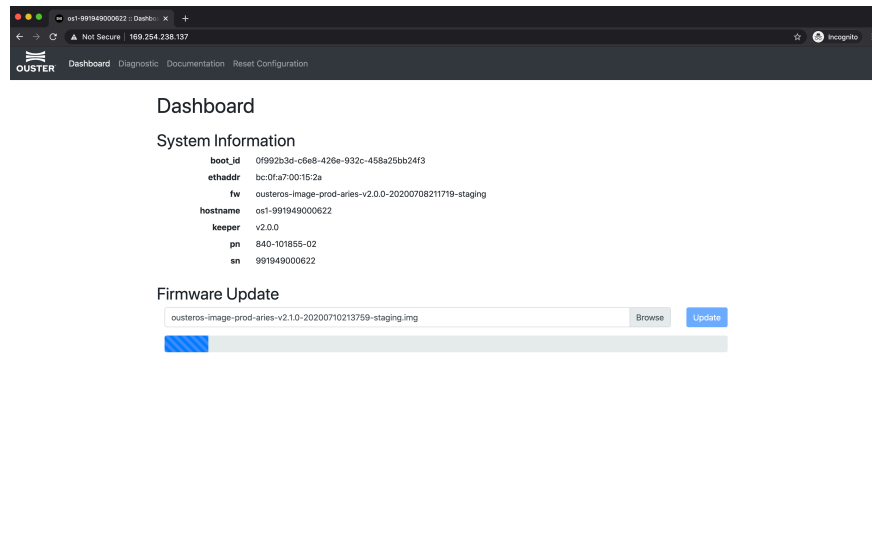 os1-991949000622 :: Dashbo
Not Secure | 169.254.238.137
Incognito
OUSTER
Dashboard Diagnostic Documentation Reset Configuration
Dashboard
System Information
boot_id 0f992b3d-c6e8-426e-932c-458a25bb24f3
ethaddr bc:0f:a7:00:15:2a
fw ousteros-image-prod-aries-v2.0.0-20200708211719-staging
hostname os1-991949000622
keeper v2.0.0
pn 840-101855-02
sn 991949000622
Firmware Update
ousteros-image-prod-aries-v2.1.0-20200710213759-staging.img Browse Update